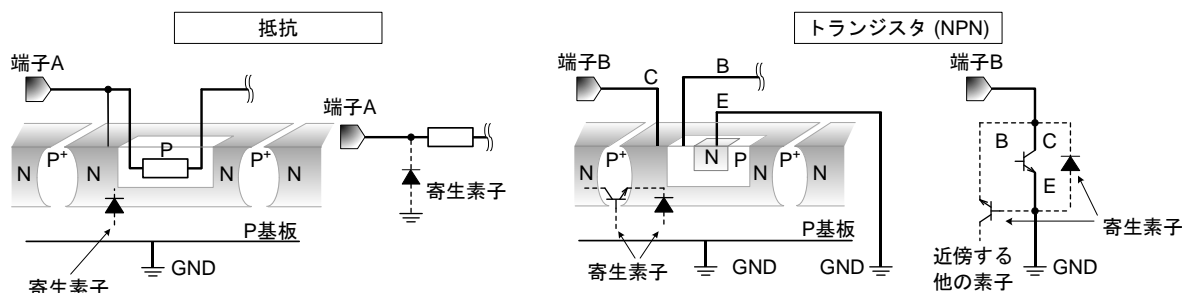 抵抗
トランジスタ (NPN)
端子A
P
N
P+
N
N
P+
N
P基板
GND
寄生素子
端子A
寄生素子
端子B
C
B
E
N
P+
N
N
P
N
P+
N
P基板
寄生素子
GND
GND
端子B
B
C
E
寄生素子
近傍する
他の素子
GND